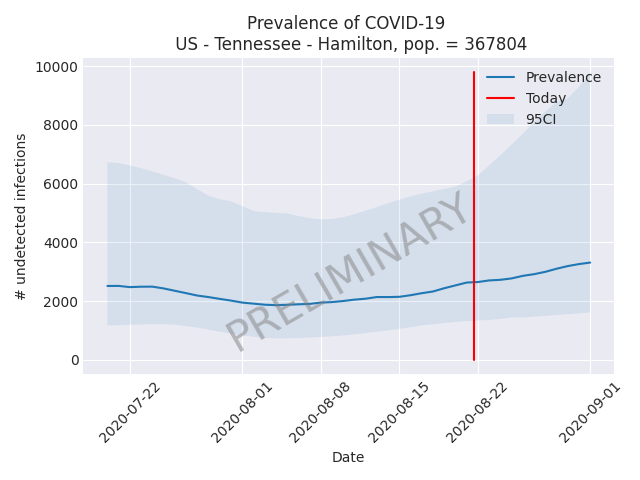 Prevalence of COVID-19
US - Tennessee - Hamilton, pop. = 367804
# undetected infections
10000
8000
6000
4000
2000
0
Prevalence
Today
95CI
PRELIMINARY
2020-07-22
2020-08-01
2020-08-08
2020-08-15
2020-08-22
2020-09-01
Date